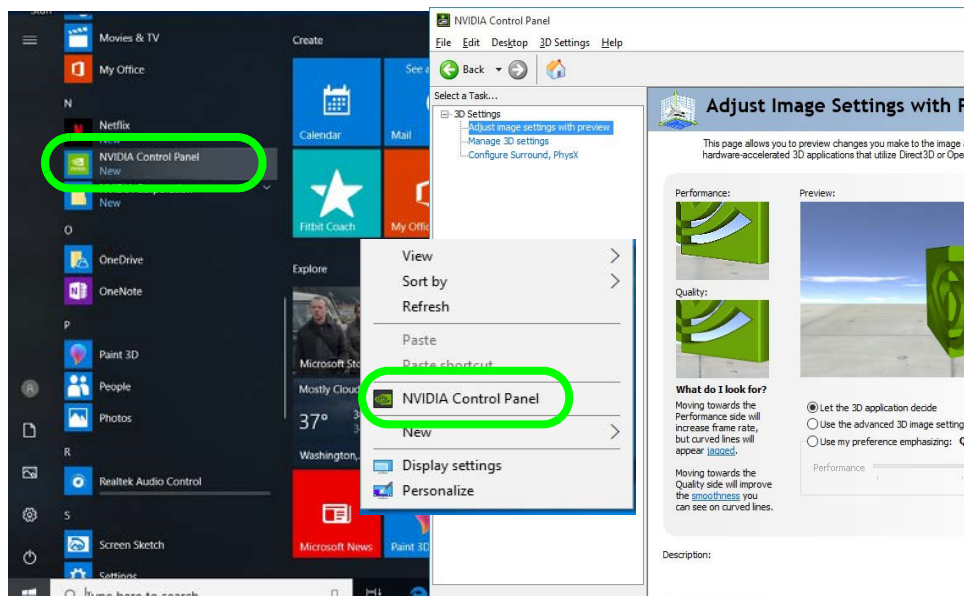 Movies & TV
My Office
N
Netflix
New
NVIDIA Control Panel
New
New
O
OneDrive
OneNote
P
Paint 3D
People
Photos
R
Realtek Audio Control
S
Screen Sketch
Settings
Type here to search
Create
See
Calendar
Mail
Fitbit Coach
My Offic
Explore
Microsoft Sto
Mostly Cloud
37°
Washington,
Microsoft News
Paint 3D
View
Sort by
Refresh
Paste
Paste shortcut
NVIDIA Control Panel
New
Display settings
Personalize
NVIDIA Control Panel
File Edit Desktop 3D Settings Help
Back
Select a Task...
3D Settings
Adjust image settings with preview
Manage 3D settings
Configure Surround, PhysX
Adjust Image Settings with P
This page allows you to preview changes you make to the image
hardware-accelerated 3D applications that utilize Direct3D or Ope
Performance:
Preview:
Quality:
What do I look for?
Moving towards the
Performance side will
increase frame rate,
but curved lines will
appear jagged.
Moving towards the
Quality side will improve
the smoothness you
can see on curved lines.
Let the 3D application decide
Use the advanced 3D image setting
Use my preference emphasizing: Q
Performance
Description: